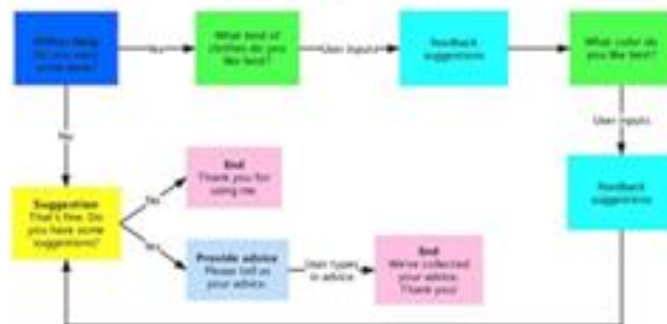 Do you want
Yes
What kind of
clothes do you
like best?
User inputs
Feedback
suggestions
What color do
you like best?
User inputs
Feedback
suggestions
No
Suggestion
That's fine. Do
you have some
suggestions?
No
End
Thank you for
using me
Yes
Provide advice
Please tell us
your advice.
User types
in advice
End
We've collected
your advice.
Thank you!